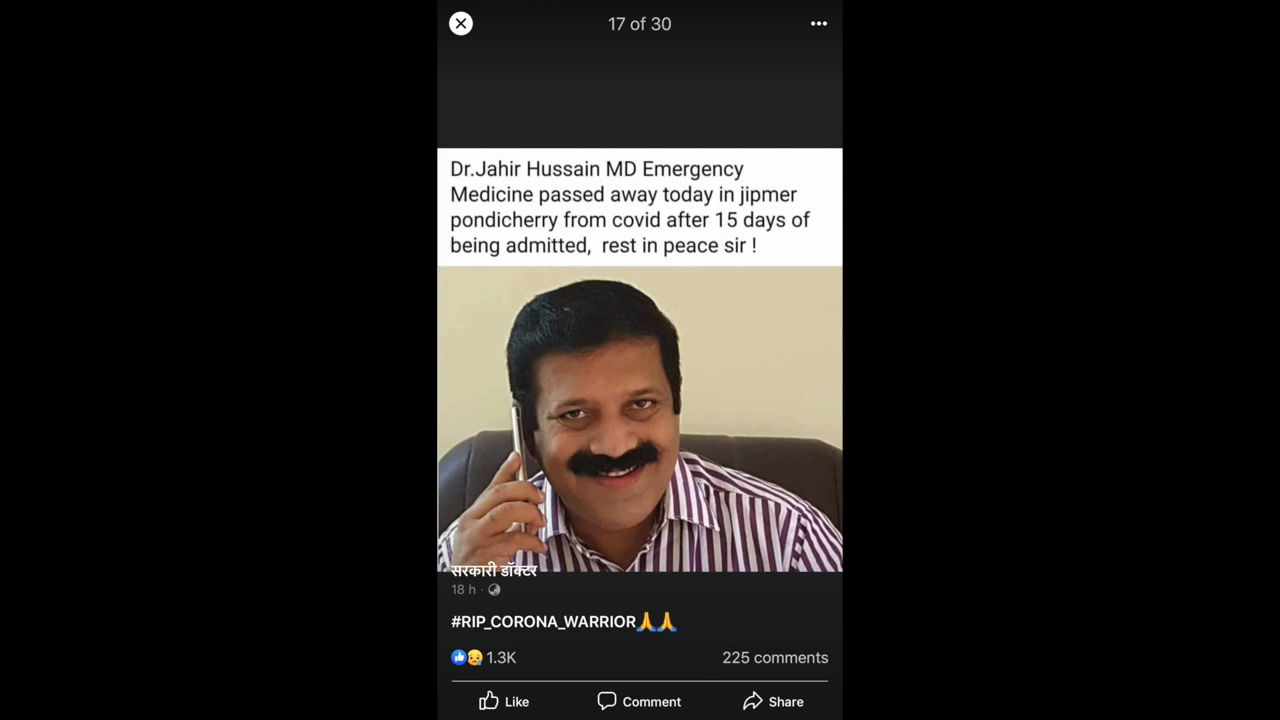 17 of 30
Dr.Jahir Hussain MD Emergency
Medicine passed away today in jipmer
pondicherry from covid after 15 days of
being admitted, rest in peace sir !
सरकारी डॉक्टर
18 h ·
#RIP_CORONA_WARRIOR🙏🙏
1.3K
225 comments
Like Comment Share